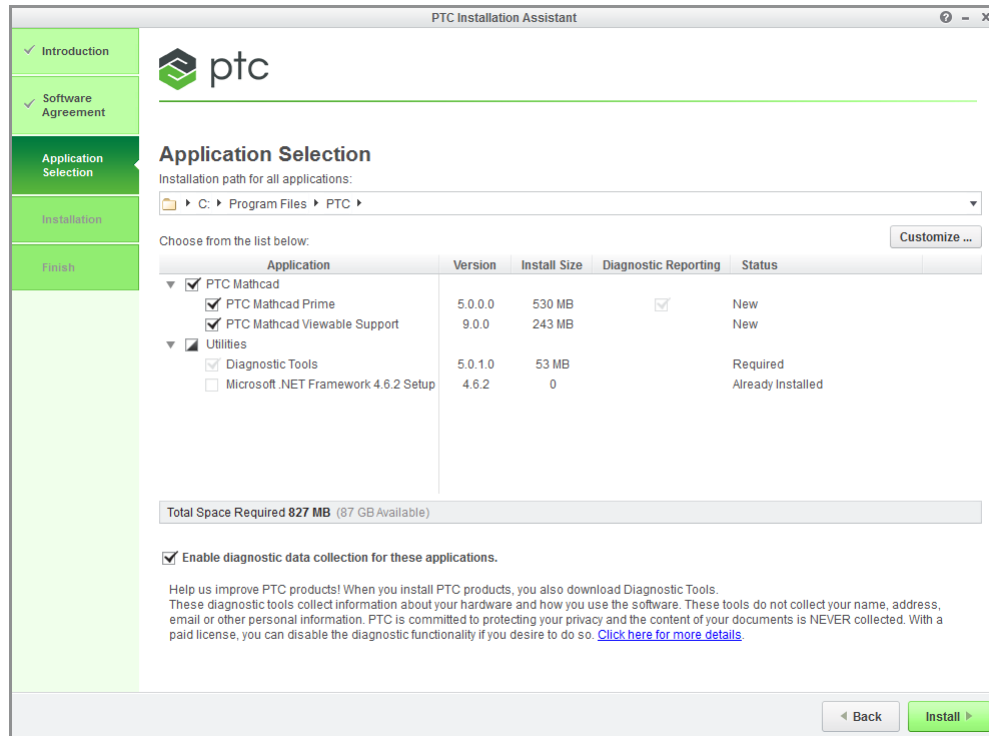 PTC Installation Assistant
Introduction
Software
Agreement
Application
Selection
Installation
Finish
ptc
Application Selection
Installation path for all applications:
C: Program Files PTC
Choose from the list below:
Customize ...
Application Version Install Size Diagnostic Reporting Status
PTC Mathcad
PTC Mathcad Prime 5.0.0.0 530 MB New
PTC Mathcad Viewable Support 9.0.0 243 MB New
Utilities
Diagnostic Tools 5.0.1.0 53 MB Required
Microsoft .NET Framework 4.6.2 Setup 4.6.2 0 Already Installed
Total Space Required 827 MB (87 GB Available)
Enable diagnostic data collection for these applications.
Help us improve PTC products! When you install PTC products, you also download Diagnostic Tools.
These diagnostic tools collect information about your hardware and how you use the software. These tools do not collect your name, address,
email or other personal information. PTC is committed to protecting your privacy and the content of your documents is NEVER collected. With a
paid license, you can disable the diagnostic functionality if you desire to do so. Click here for more details.
Back
Install